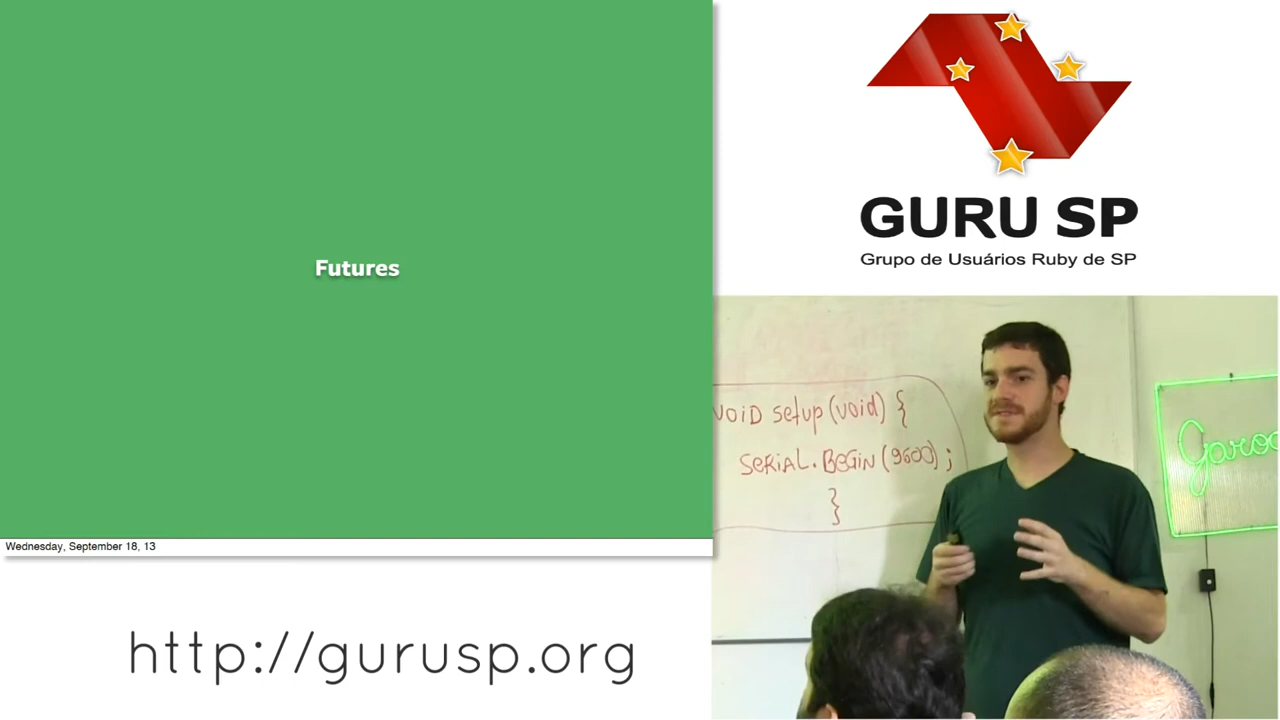 Futures
Wednesday, September 18, 13
http://gurusp.org
GURU SP
Grupo de Usuários Ruby de SP
VOID setup (void) {
SERIAL.BEGIN (9600) ;
}